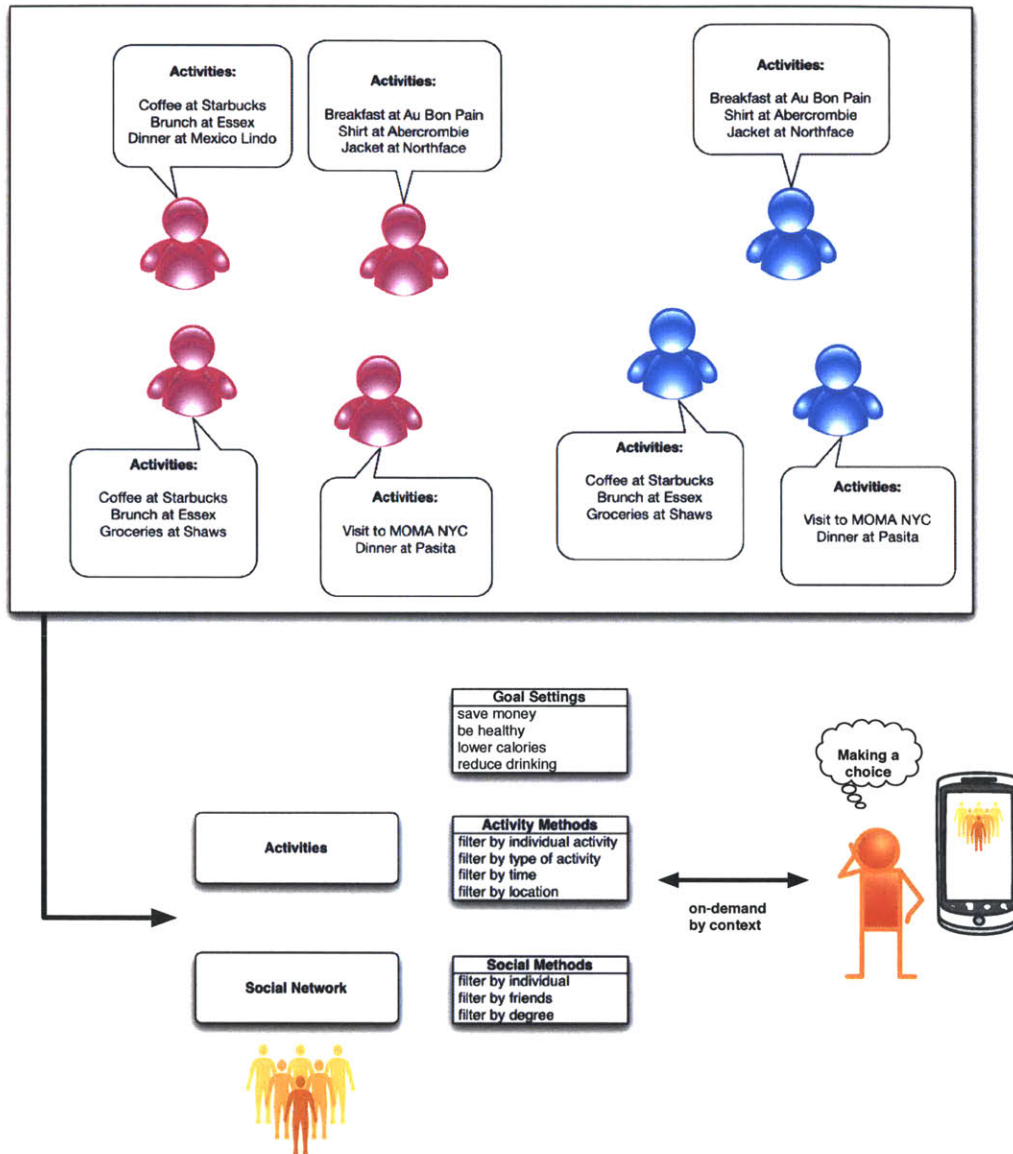 Activities:
Coffee at Starbucks
Brunch at Essex
Dinner at Mexico Lindo
Activities:
Breakfast at Au Bon Pain
Shirt at Abercrombie
Jacket at Northface
Activities:
Breakfast at Au Bon Pain
Shirt at Abercrombie
Jacket at Northface
Activities:
Coffee at Starbucks
Brunch at Essex
Groceries at Shaws
Activities:
Visit to MOMA NYC
Dinner at Pasita
Activities:
Coffee at Starbucks
Brunch at Essex
Groceries at Shaws
Activities:
Visit to MOMA NYC
Dinner at Pasita
Goal Settings
save money
be healthy
lower calories
reduce drinking
Making a
choice
Activities
Activity Methods
filter by individual activity
filter by type of activity
filter by time
filter by location
on-demand
by context
Social Network
Social Methods
filter by individual
filter by friends
filter by degree